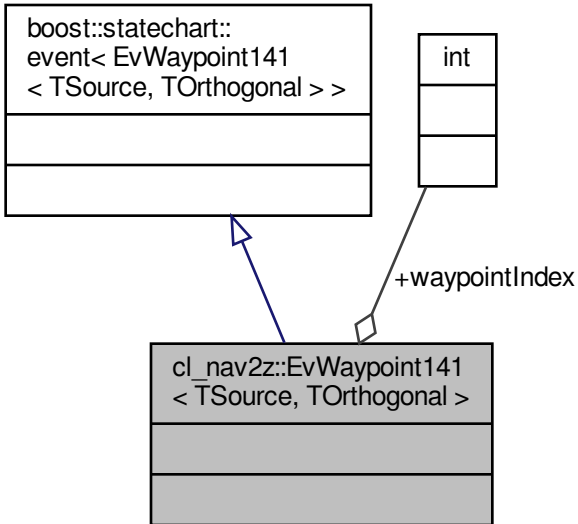 boost::statechart::
event< EvWaypoint141
< TSource, TOrthogonal > >
int
+waypointIndex
cl_nav2z::EvWaypoint141
< TSource, TOrthogonal >